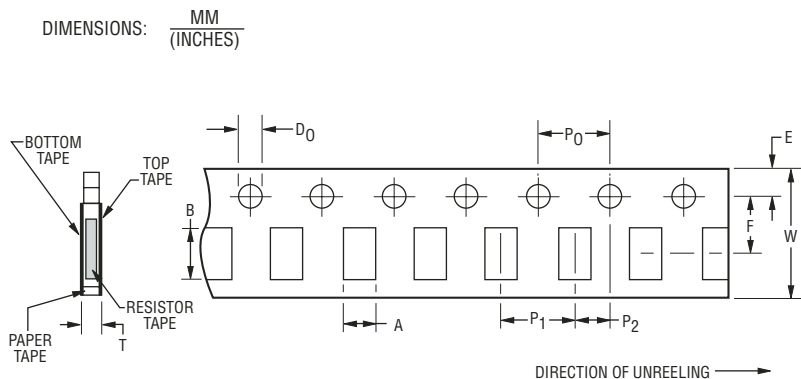 DIMENSIONS: MM
(INCHES)
BOTTOM
TAPE
TOP
TAPE
D0
P0
E
B
F
W
RESISTOR
TAPE
PAPER
TAPE
T
A
P1
P2
DIRECTION OF UNREELING